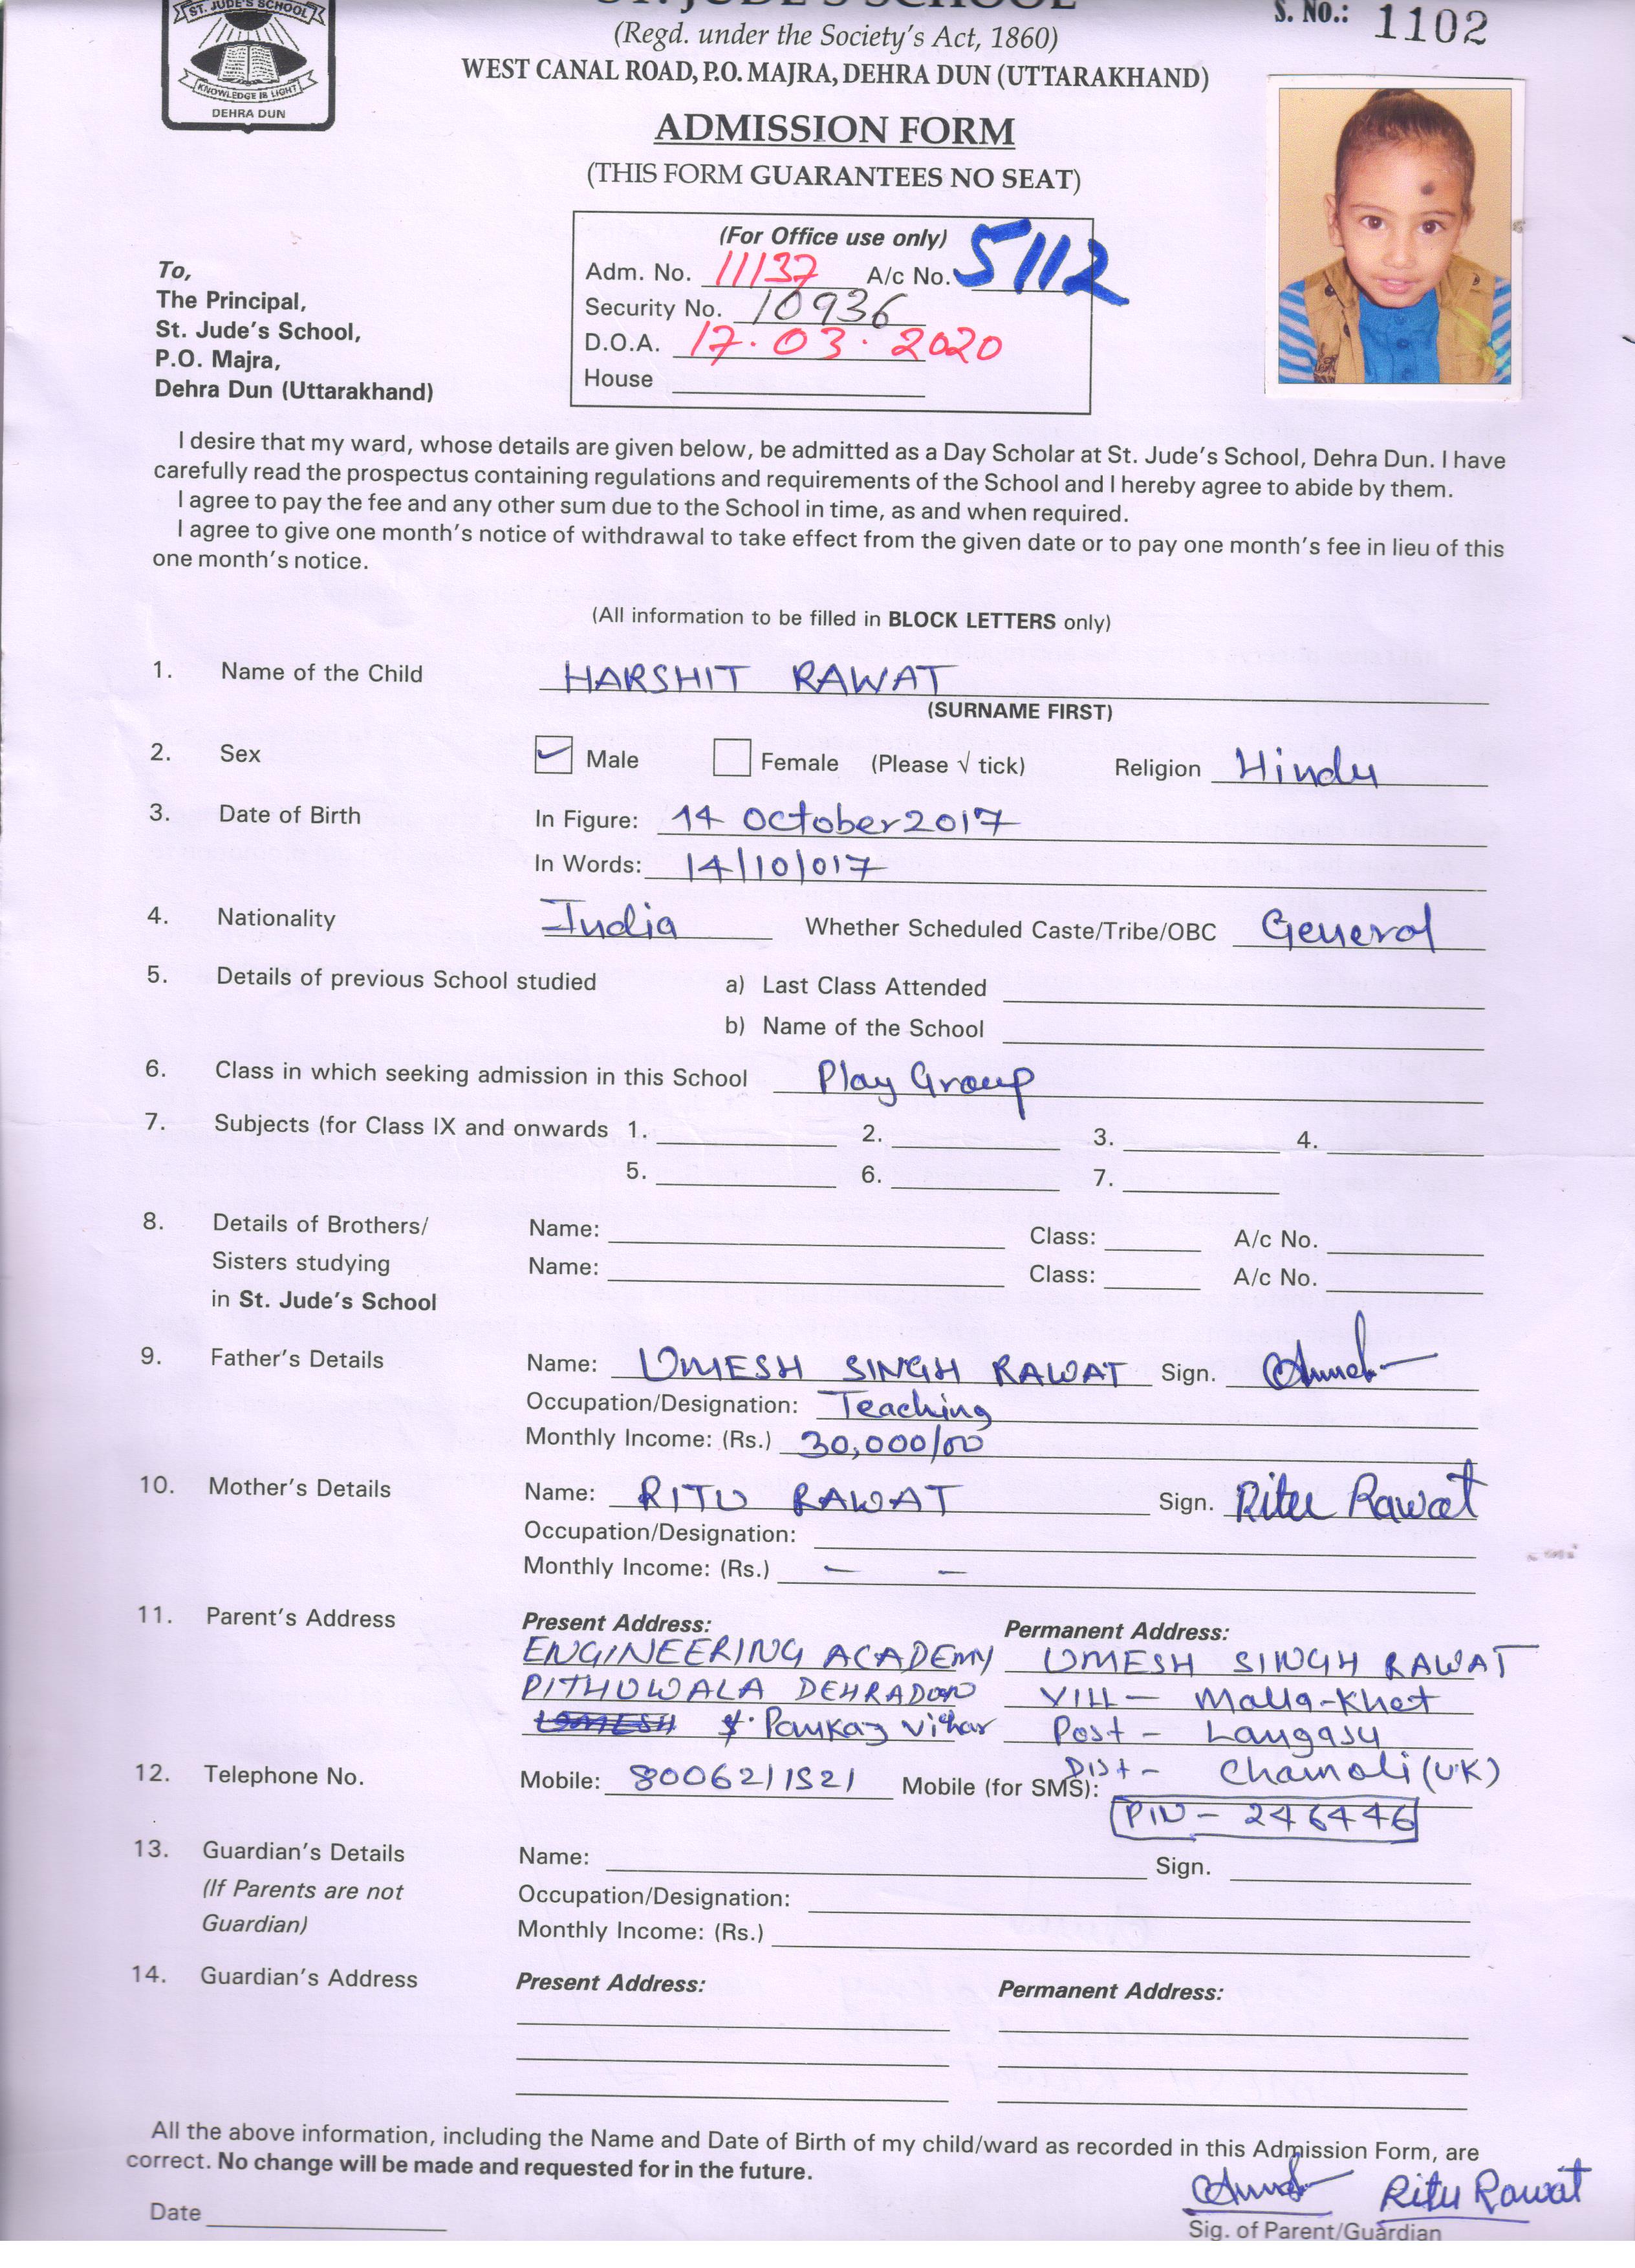 ST. JUDE'S SCHOOL
KNOWLEDGE IS LIGHT
DEHRA DUN
ST. JUDE'S SCHOOL
S. No.: 1102
(Regd. under the Society's Act, 1860)
WEST CANAL ROAD, P.O. MAJRA, DEHRA DUN (UTTARAKHAND)
ADMISSION FORM
(THIS FORM GUARANTEES NO SEAT)
(For Office use only)
Adm. No. 11137 A/c No. 5112
Security No. 10936
D.O.A. 17.03.2020
House
To,
The Principal,
St. Jude's School,
P.O. Majra,
Dehra Dun (Uttarakhand)
I desire that my ward, whose details are given below, be admitted as a Day Scholar at St. Jude's School, Dehra Dun. I have
carefully read the prospectus containing regulations and requirements of the School and I hereby agree to abide by them.
I agree to pay the fee and any other sum due to the School in time, as and when required.
I agree to give one month's notice of withdrawal to take effect from the given date or to pay one month's fee in lieu of this
one month's notice.
(All information to be filled in BLOCK LETTERS only)
1. Name of the Child HARSHIT RAWAT
(SURNAME FIRST)
2. Sex Male Female (Please √ tick) Religion Hindu
3. Date of Birth In Figure: 14 October 2017
In Words: 14/10/017
4. Nationality India Whether Scheduled Caste/Tribe/OBC General
5. Details of previous School studied a) Last Class Attended
b) Name of the School
6. Class in which seeking admission in this School Play Group
7. Subjects (for Class IX and onwards 1. 2. 3. 4.
5. 6. 7.
8. Details of Brothers/ Name: Class: A/c No.
Sisters studying Name: Class: A/c No.
in St. Jude's School
9. Father's Details Name: UMESH SINGH RAWAT Sign.
Occupation/Designation: Teaching
Monthly Income: (Rs.) 30,000/00
10. Mother's Details Name: RITU RAWAT Sign. Ritu Rawat
Occupation/Designation:
Monthly Income: (Rs.) – –
11. Parent's Address Present Address: Permanent Address:
ENGINEERING ACADEMY UMESH SINGH RAWAT
PITHUWALA DEHRADUN VILL – Malla-Khet
UMESH Pankaj Vihar Post – Langasu
Dist – Chamoli (UK)
12. Telephone No. Mobile: 8006211521 Mobile (for SMS):
PIN – 246446
13. Guardian's Details Name: Sign.
(If Parents are not Occupation/Designation:
Guardian) Monthly Income: (Rs.)
14. Guardian's Address Present Address: Permanent Address:
All the above information, including the Name and Date of Birth of my child/ward as recorded in this Admission Form, are
correct. No change will be made and requested for in the future.
Ritu Rawat
Date Sig. of Parent/Guardian